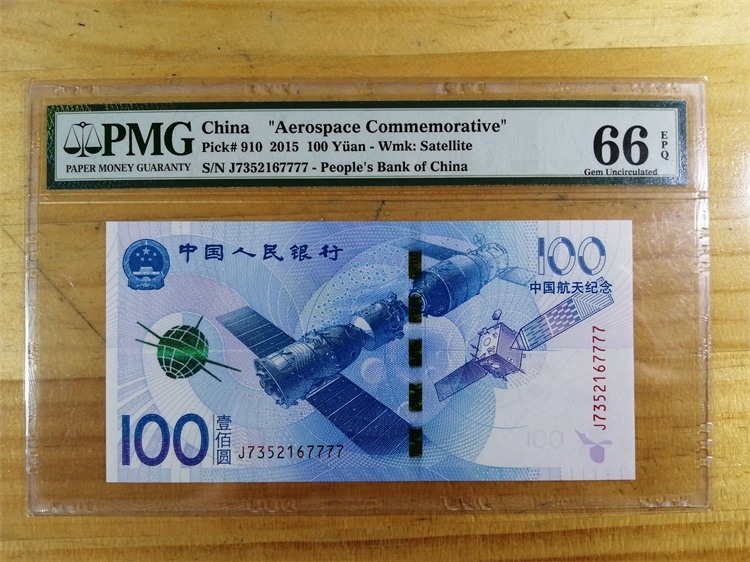 PMG
PAPER MONEY GUARANTY
China "Aerospace Commemorative"
Pick# 910 2015 100 Yüan - Wmk: Satellite
S/N J7352167777 - People's Bank of China
66
EPQ
Gem Uncirculated
中国人民银行
100
中国航天纪念
J7352167777
100
壹佰圆
J7352167777
100